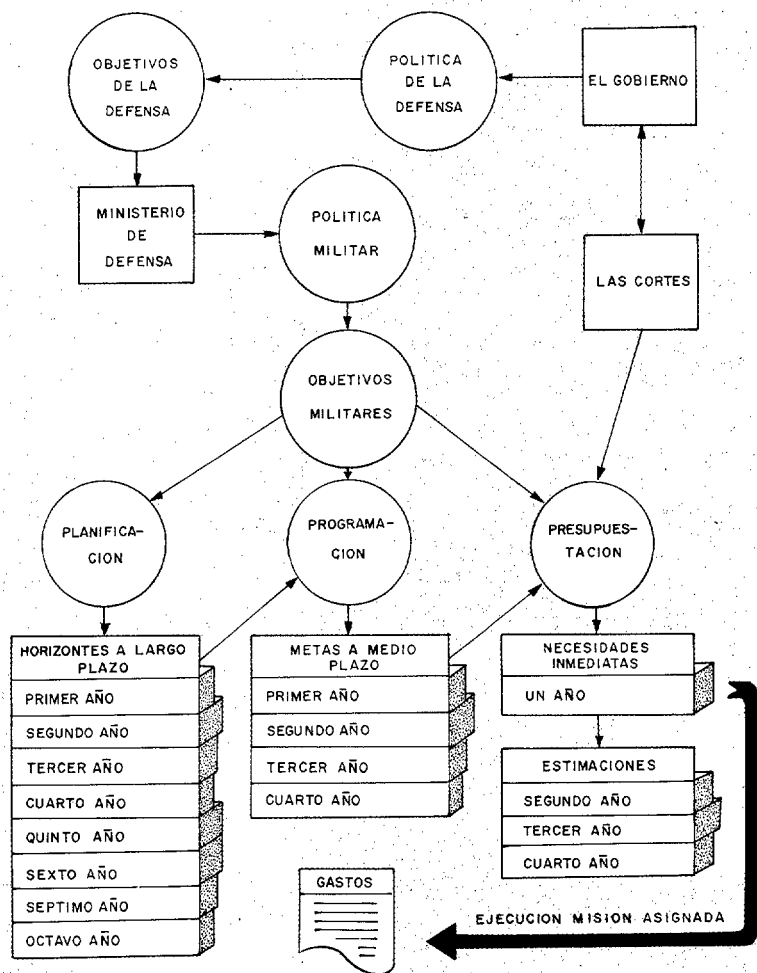 OBJETIVOS
DE LA
DEFENSA
POLITICA
DE LA
DEFENSA
EL GOBIERNO
MINISTERIO
DE
DEFENSA
POLITICA
MILITAR
LAS CORTES
OBJETIVOS
MILITARES
PLANIFICA-
CION
PROGRAMA-
CION
PRESUPUES-
TACION
HORIZONTES A LARGO
PLAZO
PRIMER AÑO
SEGUNDO AÑO
TERCER AÑO
CUARTO AÑO
QUINTO AÑO
SEXTO AÑO
SEPTIMO AÑO
OCTAVO AÑO
METAS A MEDIO
PLAZO
PRIMER AÑO
SEGUNDO AÑO
TERCER AÑO
CUARTO AÑO
NECESIDADES
INMEDIATAS
UN AÑO
ESTIMACIONES
SEGUNDO AÑO
TERCER AÑO
CUARTO AÑO
GASTOS
EJECUCION MISION ASIGNADA